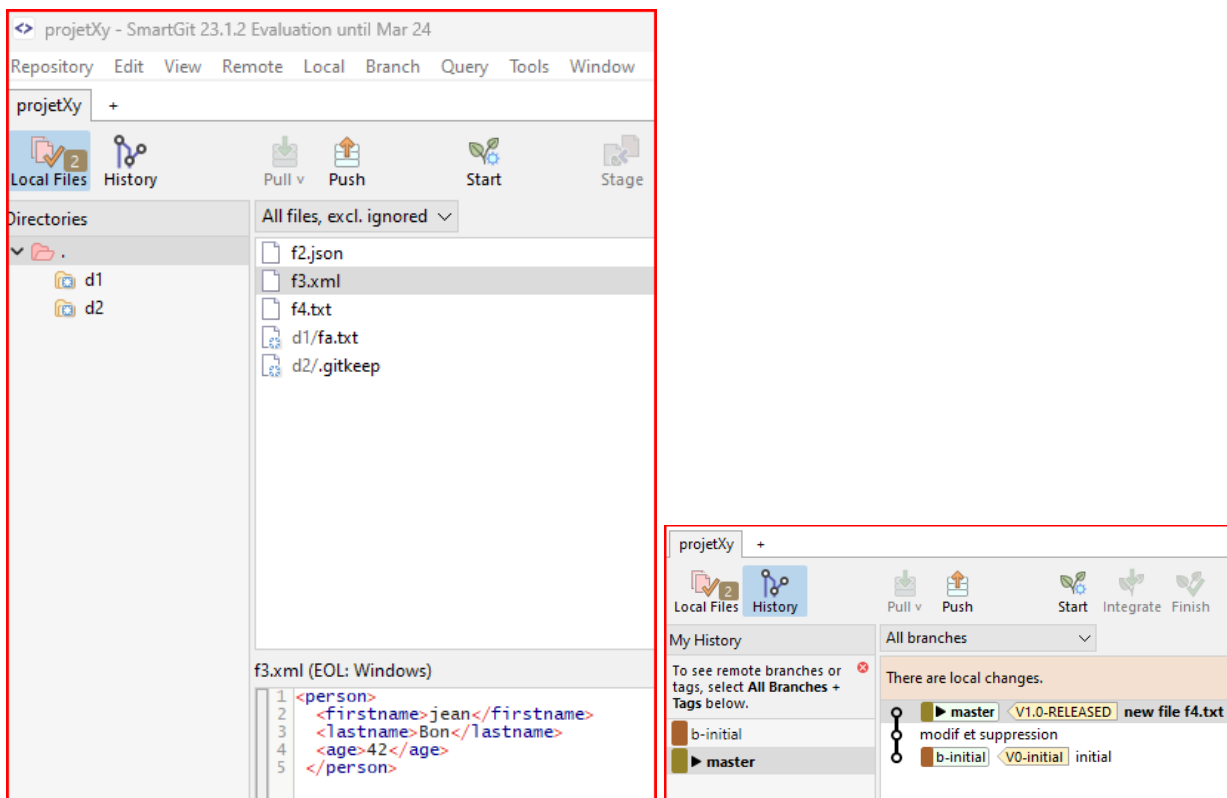 projetXy - SmartGit 23.1.2 Evaluation until Mar 24
Repository Edit View Remote Local Branch Query Tools Window
projetXy +
2
Local Files History Pull Push Start Stage
Directories
All files, excl. ignored
.
d1
d2
f2.json
f3.xml
f4.txt
d1/fa.txt
d2/.gitkeep
f3.xml (EOL: Windows)
1 <person>
2 <firstname>jean</firstname>
3 <lastname>Bon</lastname>
4 <age>42</age>
5 </person>
projetXy +
2
Local Files History Pull Push Start Integrate Finish
My History
All branches
To see remote branches or
tags, select All Branches +
Tags below.
b-initial
master
There are local changes.
master V1.0-RELEASED new file f4.txt
modif et suppression
b-initial V0-initial initial